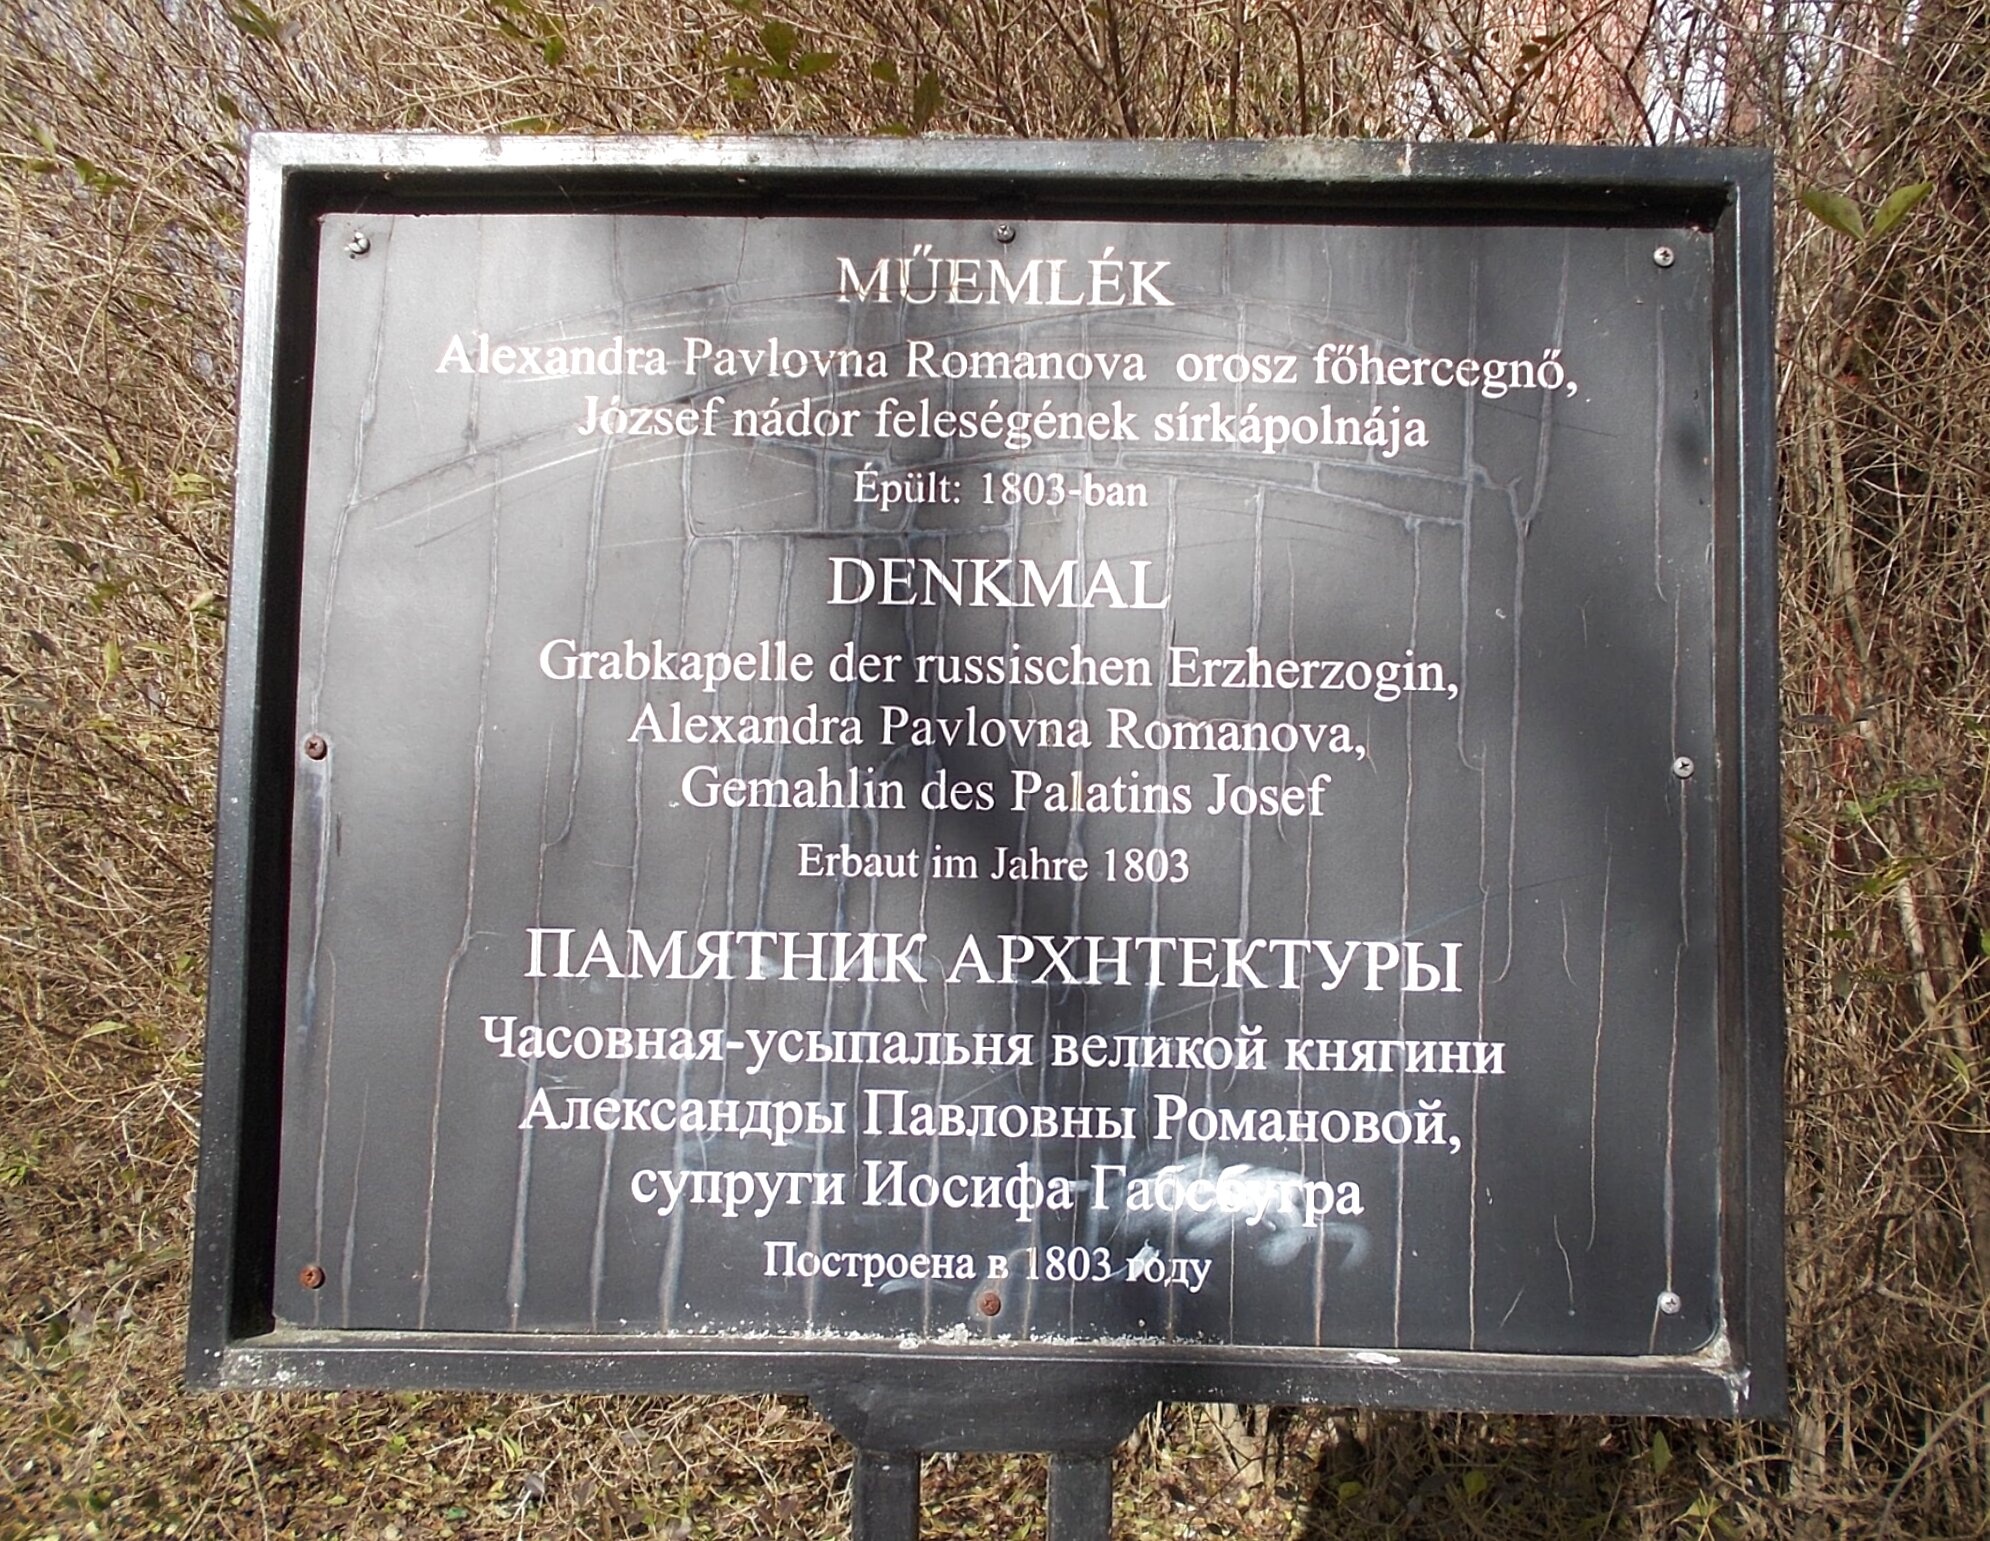 MŰEMLÉK
Alexandra Pavlovna Romanova orosz főhercegnő,
József nádor feleségének sírkápolnája
Épült: 1803-ban
DENKMAL
Grabkapelle der russischen Erzherzogin,
Alexandra Pavlovna Romanova,
Gemahlin des Palatins Josef
Erbaut im Jahre 1803
ПАМЯТНИК АРХНТЕКТУРЫ
Часовная-усыпальня великой княгини
Александры Павловны Романовой,
супруги Иосифа Габсбугра
Построена в 1803 году